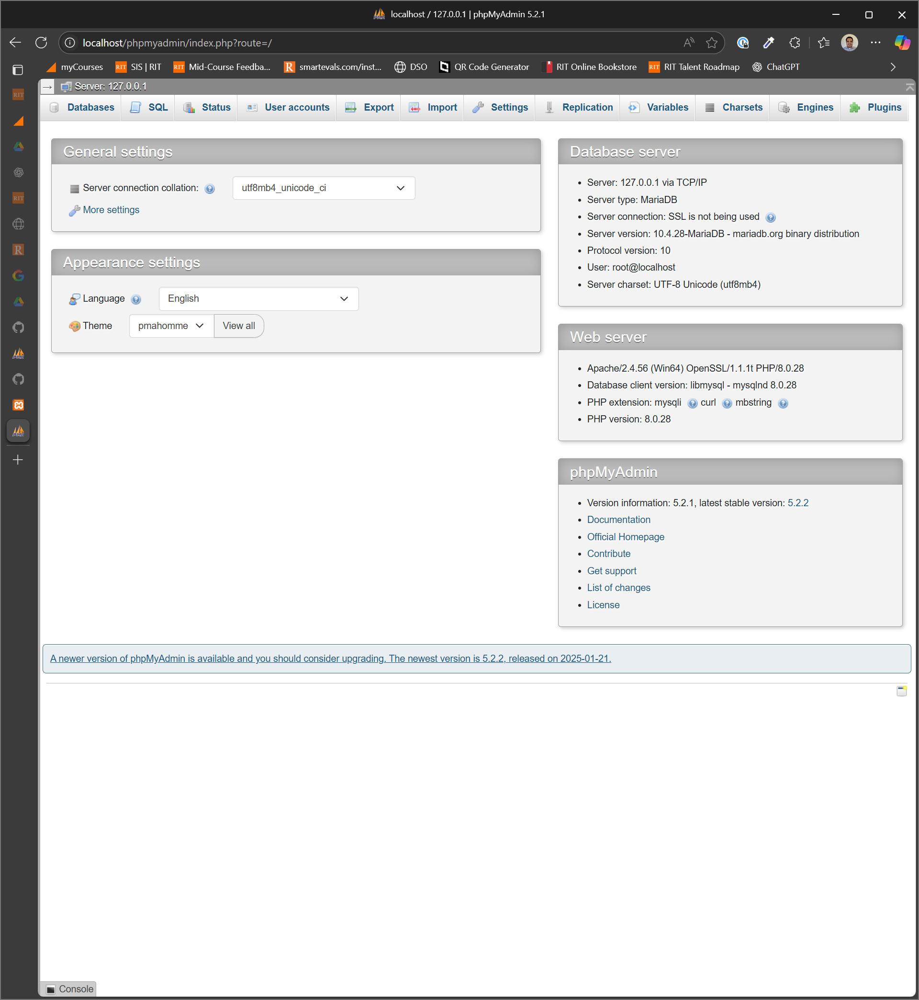 localhost / 127.0.0.1 | phpMyAdmin 5.2.1
localhost/phpmyadmin/index.php?route=/
myCourses
RIT SIS | RIT
RIT Mid-Course Feedba...
R smartevals.com/inst...
DSO
QR Code Generator
RIT Online Bookstore
RIT RIT Talent Roadmap
ChatGPT
Server: 127.0.0.1
Databases
SQL
Status
User accounts
Export
Import
Settings
Replication
Variables
Charsets
Engines
Plugins
RIT
RIT
R
General settings
Server connection collation:
utf8mb4_unicode_ci
More settings
Appearance settings
Language
English
Theme
pmahomme
View all
Database server
Server: 127.0.0.1 via TCP/IP
Server type: MariaDB
Server connection: SSL is not being used
Server version: 10.4.28-MariaDB - mariadb.org binary distribution
Protocol version: 10
User: root@localhost
Server charset: UTF-8 Unicode (utf8mb4)
Web server
Apache/2.4.56 (Win64) OpenSSL/1.1.1t PHP/8.0.28
Database client version: libmysql - mysqlnd 8.0.28
PHP extension: mysqli curl mbstring
PHP version: 8.0.28
phpMyAdmin
Version information: 5.2.1, latest stable version: 5.2.2
Documentation
Official Homepage
Contribute
Get support
List of changes
License
A newer version of phpMyAdmin is available and you should consider upgrading. The newest version is 5.2.2, released on 2025-01-21.
Console